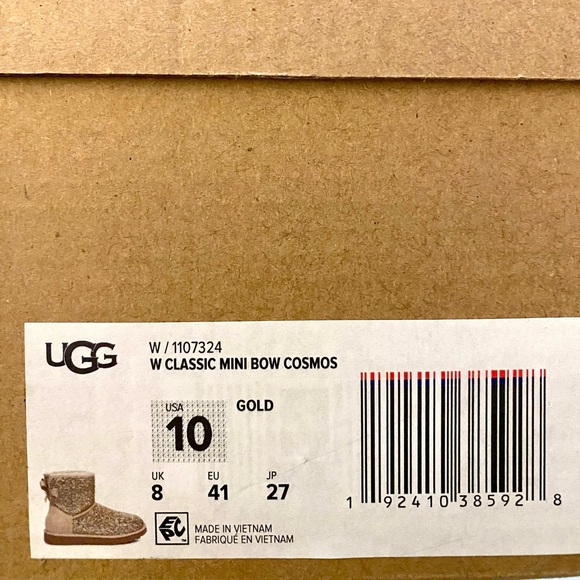 UGG
W / 1107324
W CLASSIC MINI BOW COSMOS
USA
10
GOLD
UK EU JP
8 41 27
MADE IN VIETNAM
FABRIQUÉ EN VIETNAM
1 92410 38592 8